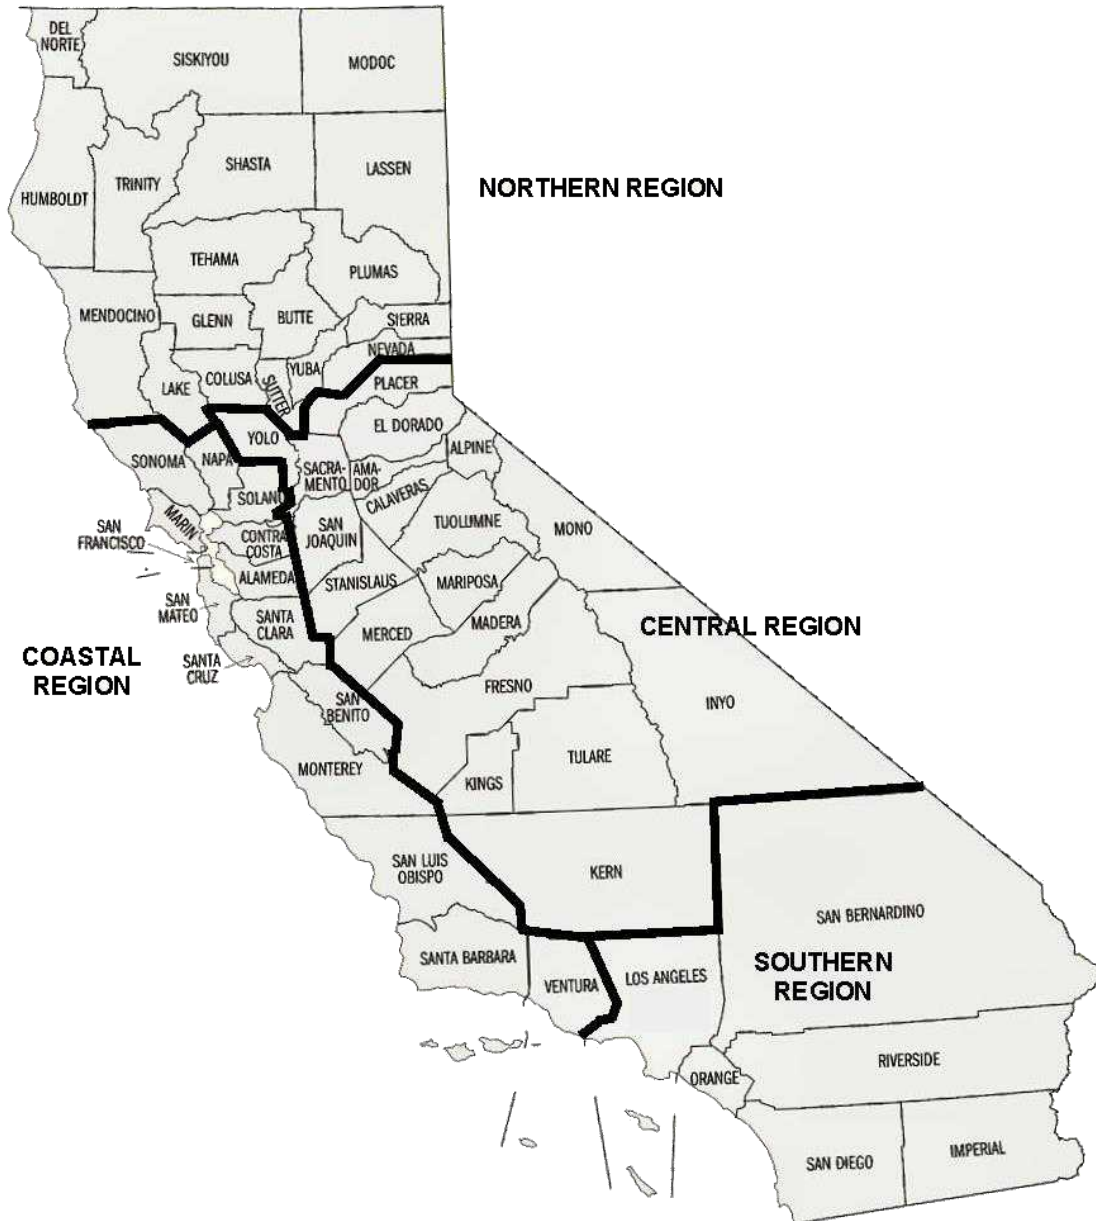 DEL
NORTE
SISKIYOU
MODOC
HUMBOLDT
TRINITY
SHASTA
LASSEN
NORTHERN REGION
TEHAMA
PLUMAS
MENDOCINO
GLENN
BUTTE
SIERRA
NEVADA
LAKE
COLUSA
SUTTER
YUBA
PLACER
YOLO
EL DORADO
SONOMA
NAPA
SACRA-
MENTO
AMA-
DOR
ALPINE
SOLANO
CALAVERAS
TUOLUMNE
MONO
MARIN
SAN
FRANCISCO
CONTRA
COSTA
SAN
JOAQUIN
ALAMEDA
STANISLAUS
MARIPOSA
SAN
MATEO
SANTA
CLARA
MERCED
MADERA
CENTRAL REGION
COASTAL
REGION
SANTA
CRUZ
FRESNO
SAN
BENITO
INYO
MONTEREY
KINGS
TULARE
SAN LUIS
OBISPO
KERN
SAN BERNARDINO
SANTA BARBARA
VENTURA
LOS ANGELES
SOUTHERN
REGION
ORANGE
RIVERSIDE
SAN DIEGO
IMPERIAL